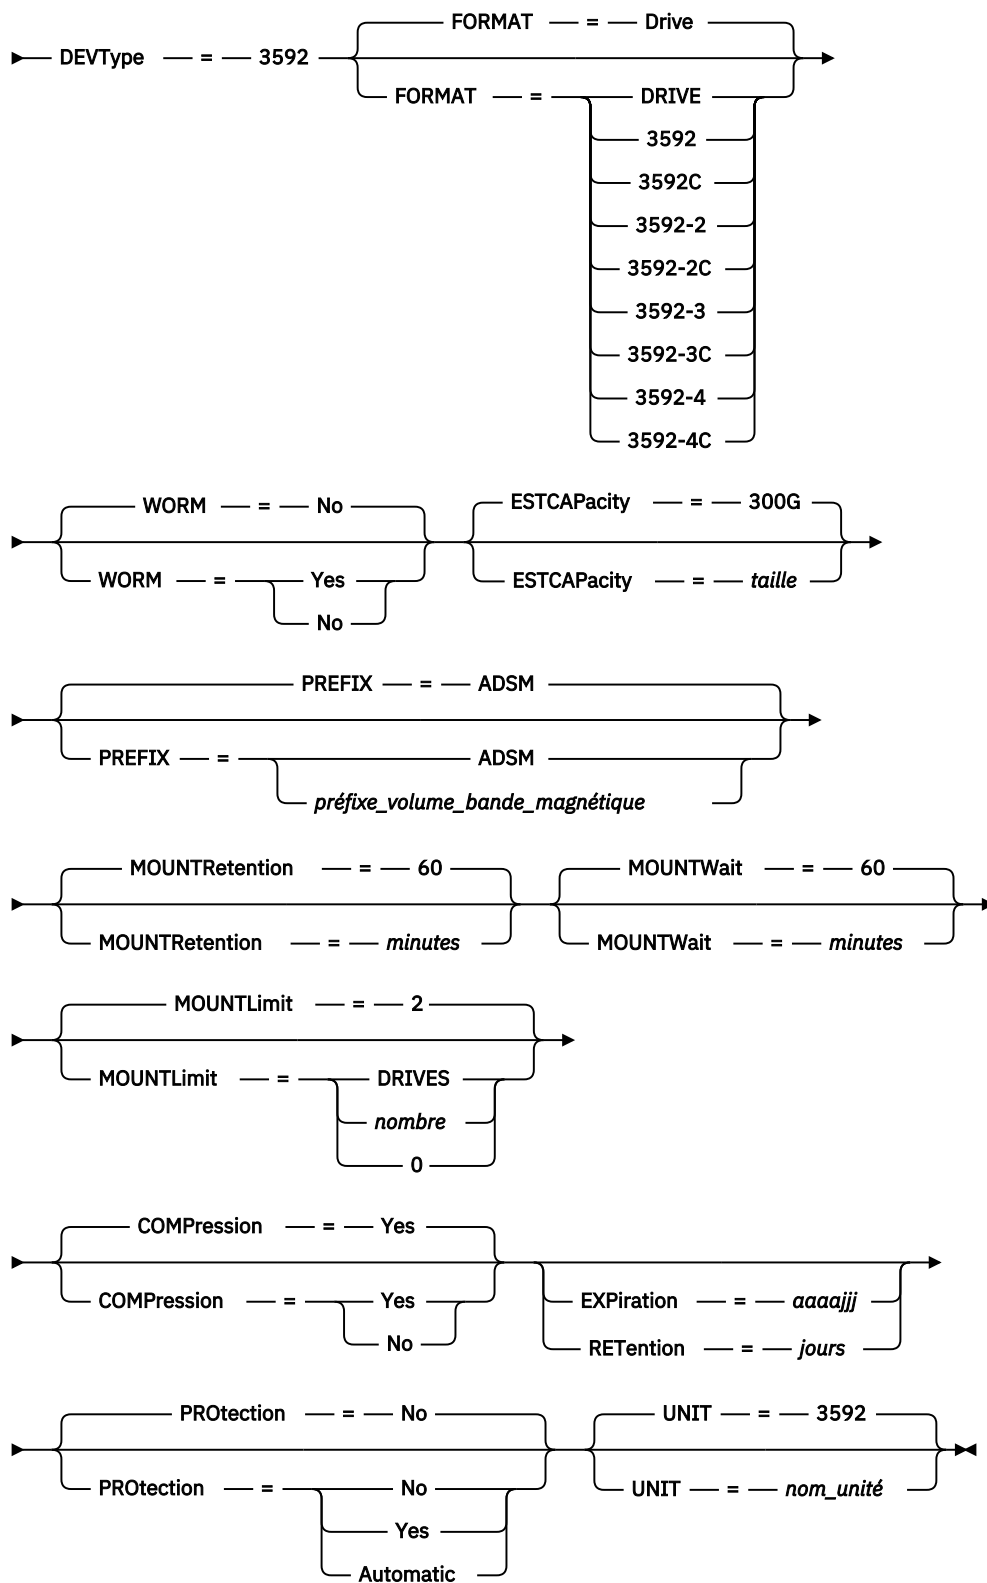 FORMAT = Drive
DEVType = 3592
FORMAT = DRIVE
3592
3592C
3592-2
3592-2C
3592-3
3592-3C
3592-4
3592-4C
WORM = No ESTCAPacity = 300G
WORM = Yes ESTCAPacity = taille
No
PREFIX = ADSM
PREFIX = ADSM
préfixe_volume_bande_magnétique
MOUNTRetention = 60 MOUNTWait = 60
MOUNTRetention = minutes MOUNTWait = minutes
MOUNTLimit = 2
MOUNTLimit = DRIVES
nombre
0
COMPression = Yes
COMPression = Yes EXPiration = aaaajjj
No RETention = jours
PROtection = No UNIT = 3592
PROtection = No UNIT = nom_unité
Yes
Automatic